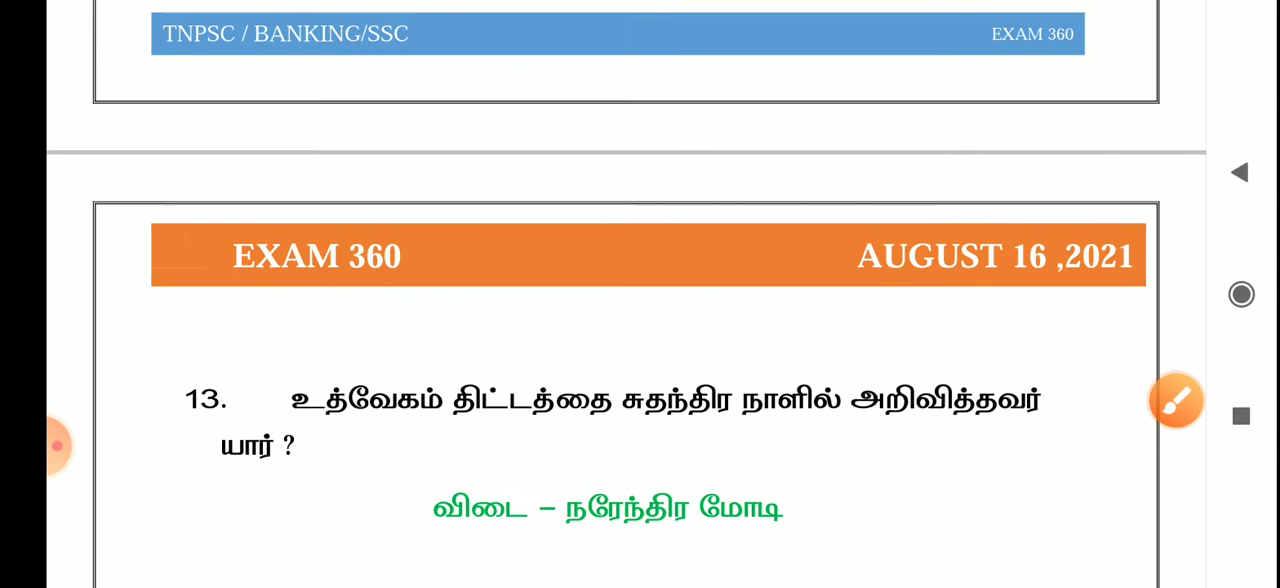 TNPSC / BANKING/SSC EXAM 360
EXAM 360 AUGUST 16 ,2021
13. உத்வேகம் திட்டத்தை சுதந்திர நாளில் அறிவித்தவர்
யார் ?
விடை – நரேந்திர மோடி